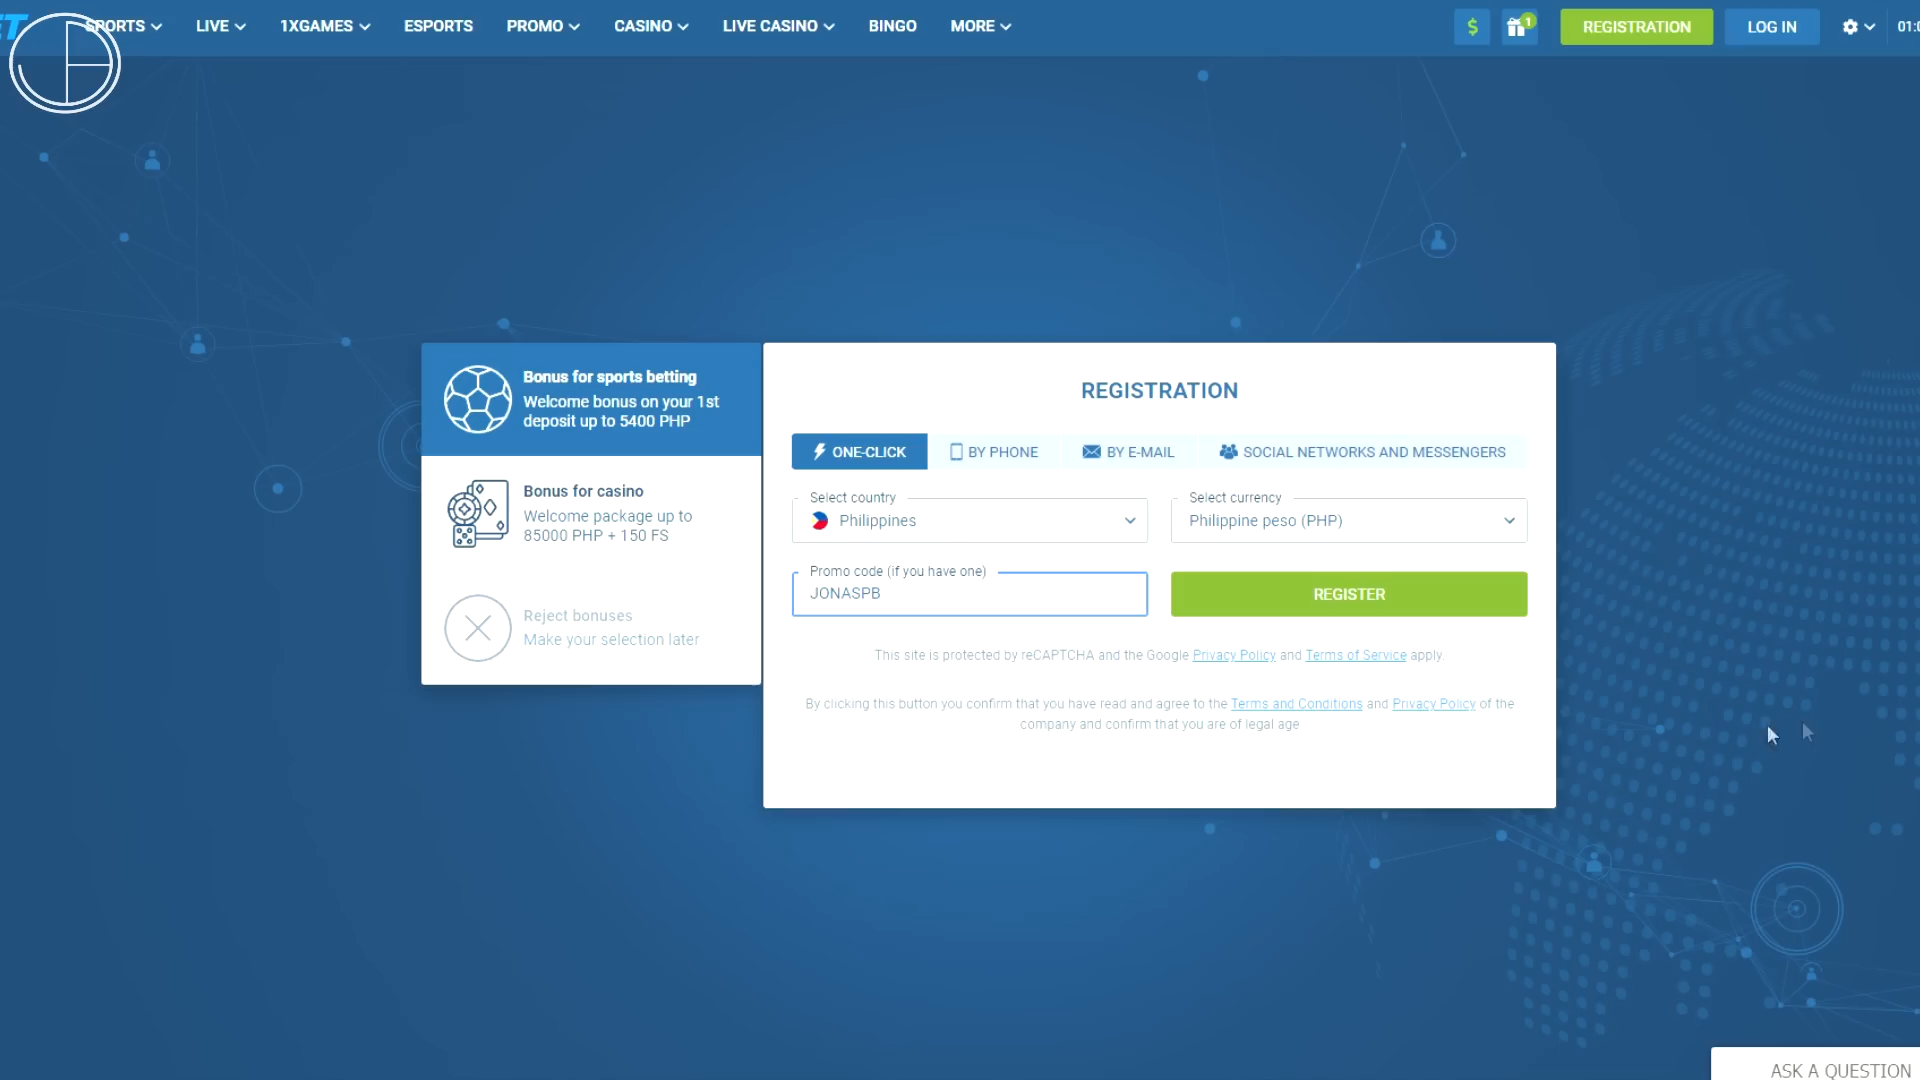 ET
SPORTS LIVE 1XGAMES ESPORTS PROMO CASINO LIVE CASINO BINGO MORE $ 1 REGISTRATION LOG IN
Bonus for sports betting
Welcome bonus on your 1st
deposit up to 5400 PHP
Bonus for casino
Welcome package up to
85000 PHP + 150 FS
Reject bonuses
Make your selection later
REGISTRATION
ONE-CLICK BY PHONE BY E-MAIL SOCIAL NETWORKS AND MESSENGERS
Select country
Philippines
Select currency
Philippine peso (PHP)
Promo code (if you have one)
JONASPB
REGISTER
This site is protected by reCAPTCHA and the Google Privacy Policy and Terms of Service apply.
By clicking this button you confirm that you have read and agree to the Terms and Conditions and Privacy Policy of the
company and confirm that you are of legal age
ASK A QUESTION